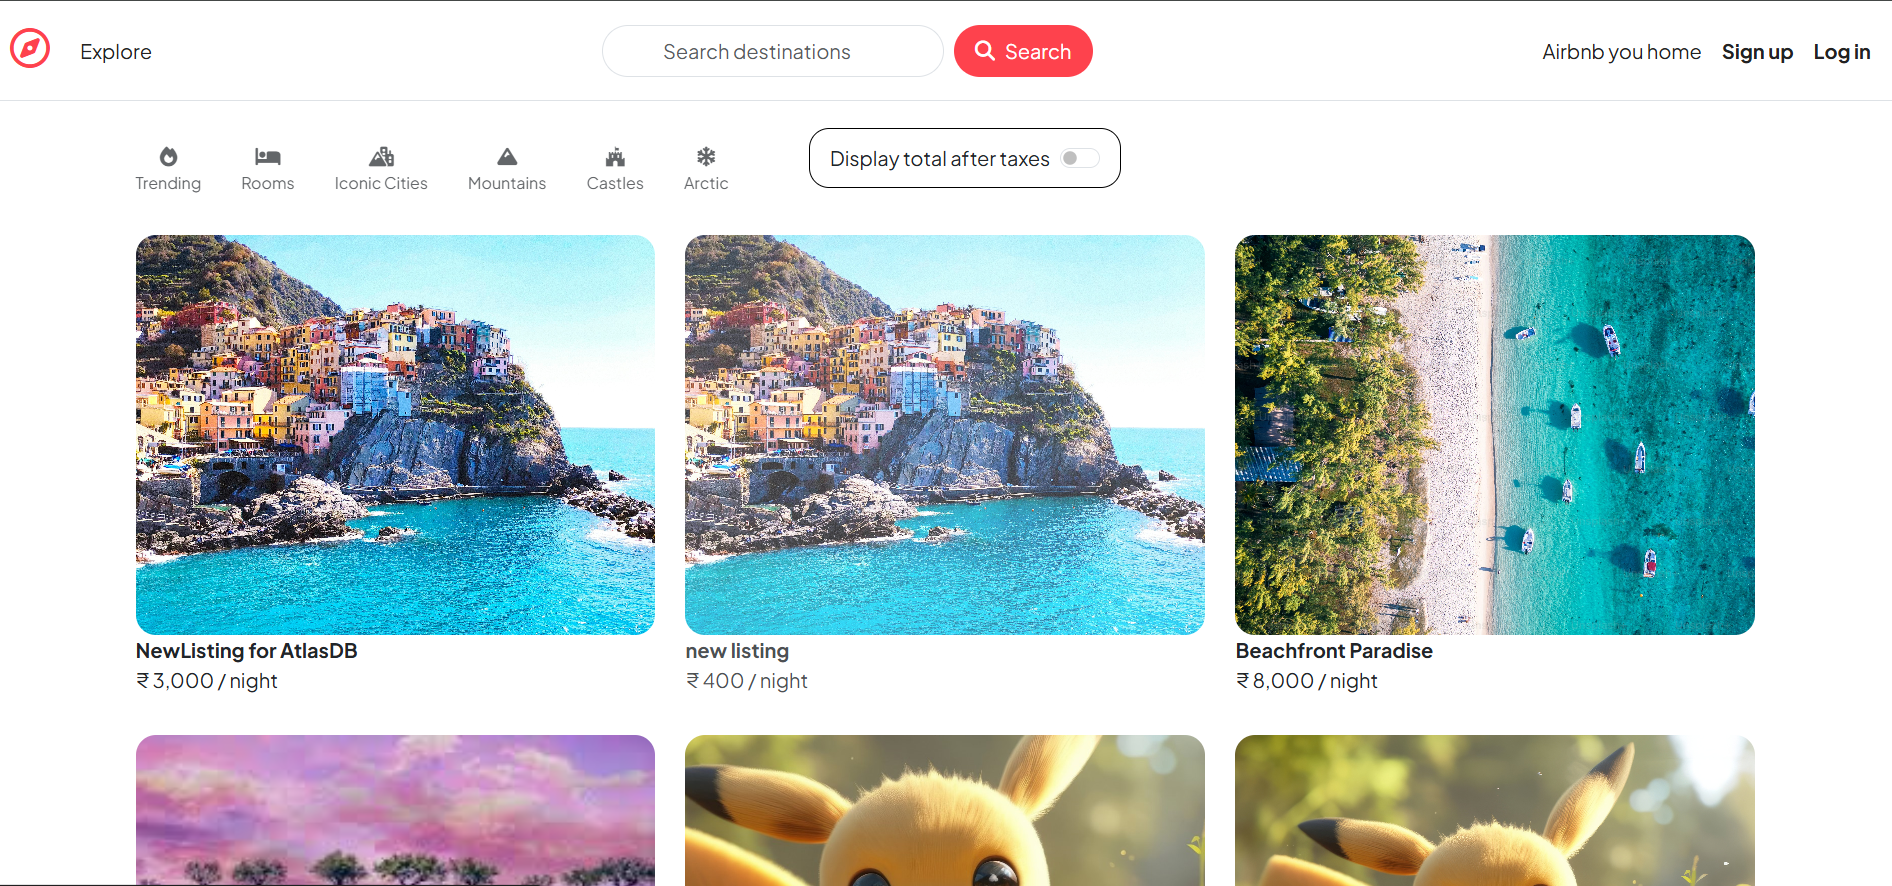 Explore
Search destinations
Search
Airbnb you home Sign up Log in
Trending Rooms Iconic Cities Mountains Castles Arctic
Display total after taxes
NewListing for AtlasDB
₹ 3,000 / night
new listing
₹ 400 / night
Beachfront Paradise
₹ 8,000 / night